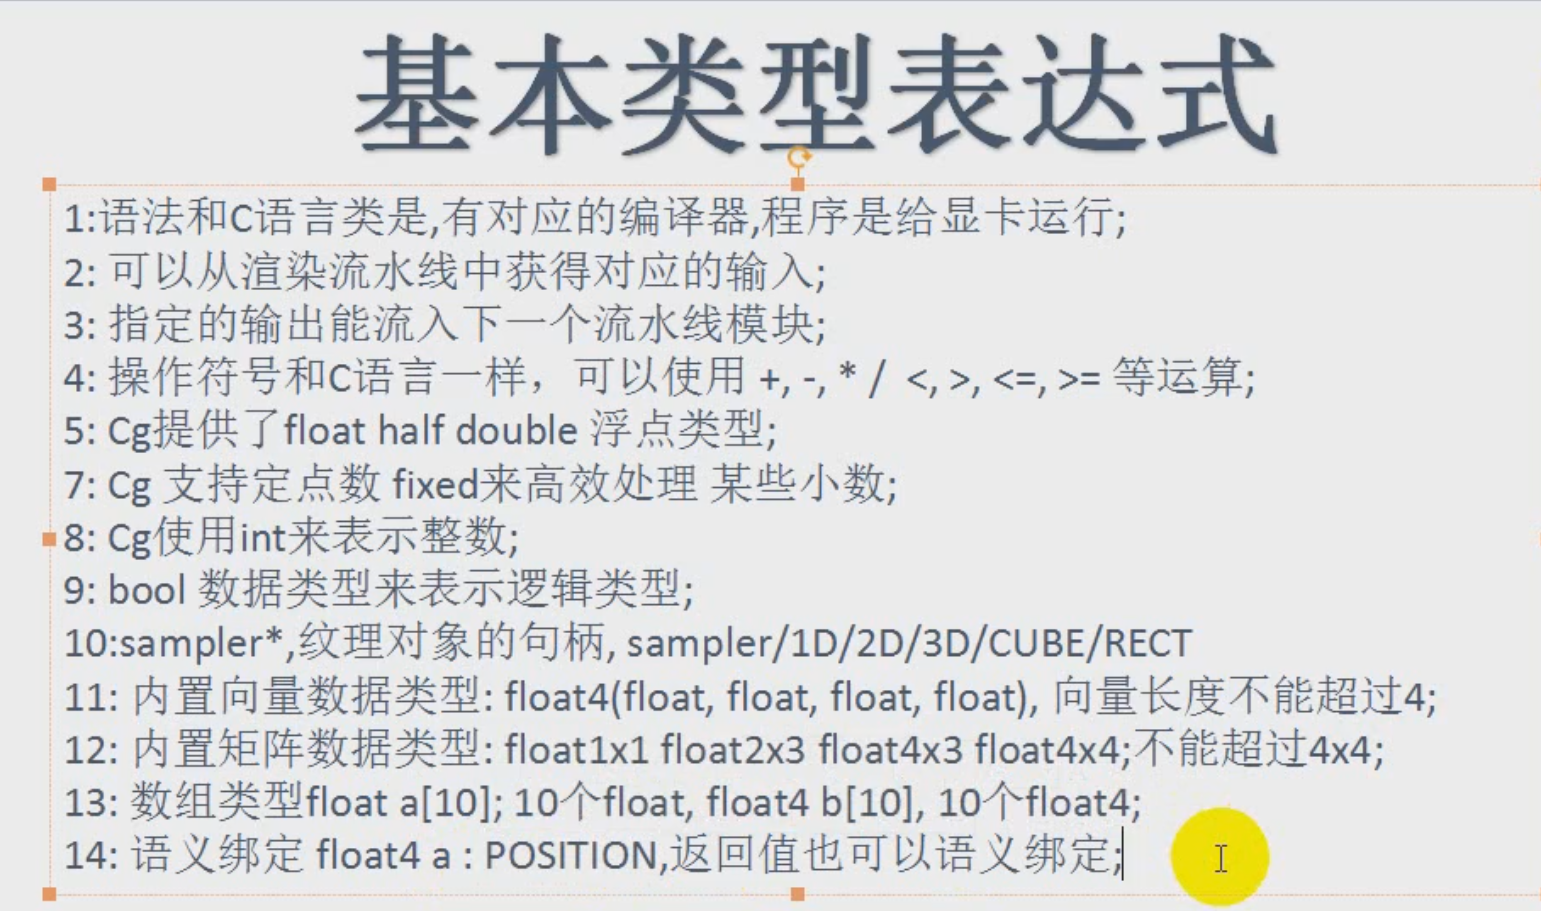 基本类型表达式
1:语法和C语言类是,有对应的编译器,程序是给显卡运行;
2: 可以从渲染流水线中获得对应的输入;
3: 指定的输出能流入下一个流水线模块;
4: 操作符号和C语言一样，可以使用 +, -, * /  <, >, <=, >= 等运算;
5: Cg提供了float half double 浮点类型;
7: Cg 支持定点数 fixed来高效处理 某些小数;
8: Cg使用int来表示整数;
9: bool 数据类型来表示逻辑类型;
10:sampler*,纹理对象的句柄, sampler/1D/2D/3D/CUBE/RECT
11: 内置向量数据类型: float4(float, float, float, float), 向量长度不能超过4;
12: 内置矩阵数据类型: float1x1 float2x3 float4x3 float4x4;不能超过4x4;
13: 数组类型float a[10]; 10个float, float4 b[10], 10个float4;
14: 语义绑定 float4 a : POSITION,返回值也可以语义绑定;